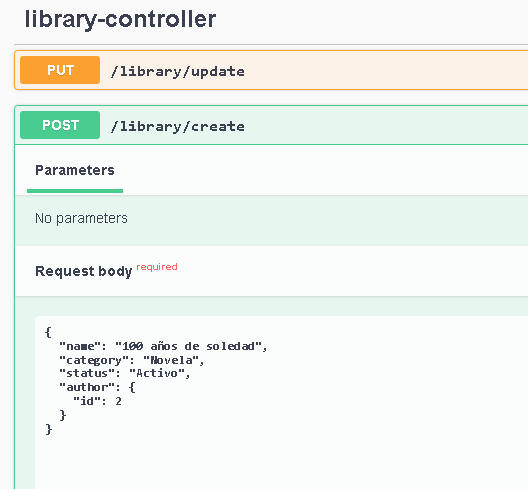 library-controller
PUT /library/update
POST /library/create
Parameters
No parameters
Request body required
{
"name": "100 años de soledad",
"category": "Novela",
"status": "Activo",
"author": {
"id": 2
}
}